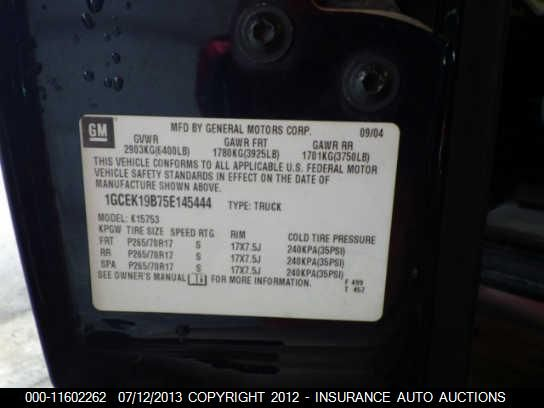 GM
MFD BY GENERAL MOTORS CORP. 09/04
GVWR GAWR FRT GAWR RR
2903KG(6400LB) 1780KG(3925LB) 1701KG(3750LB)
THIS VEHICLE CONFORMS TO ALL APPLICABLE U.S. FEDERAL MOTOR
VEHICLE SAFETY STANDARDS IN EFFECT ON THE DATE OF
MANUFACTURE SHOWN ABOVE.
1GCEK19B75E145444 TYPE: TRUCK
MODEL: K15753
KPGW TIRE SIZE SPEED RTG RIM COLD TIRE PRESSURE
FRT P265/70R17 S 17X7.5J 240KPA(35PSI)
RR P265/70R17 S 17X7.5J 240KPA(35PSI)
SPA P265/70R17 S 17X7.5J 240KPA(35PSI)
SEE OWNER'S MANUAL FOR MORE INFORMATION.
F 499
T 457
000-11602262 07/12/2013 COPYRIGHT 2012 - INSURANCE AUTO AUCTIONS